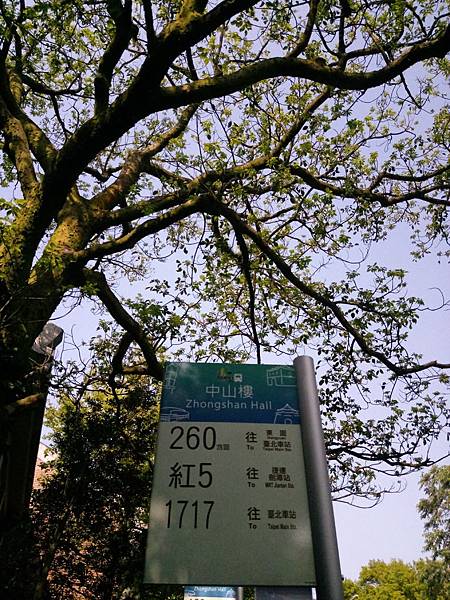 中山樓
Zhongshan Hall
260 往 東園
To 臺北車站
Taipei Main Sta.
紅5 往 捷運劍潭站
To MRT Jiantan Sta.
1717 往 臺北車站
To Taipei Main Sta.
Zhongshan Hall